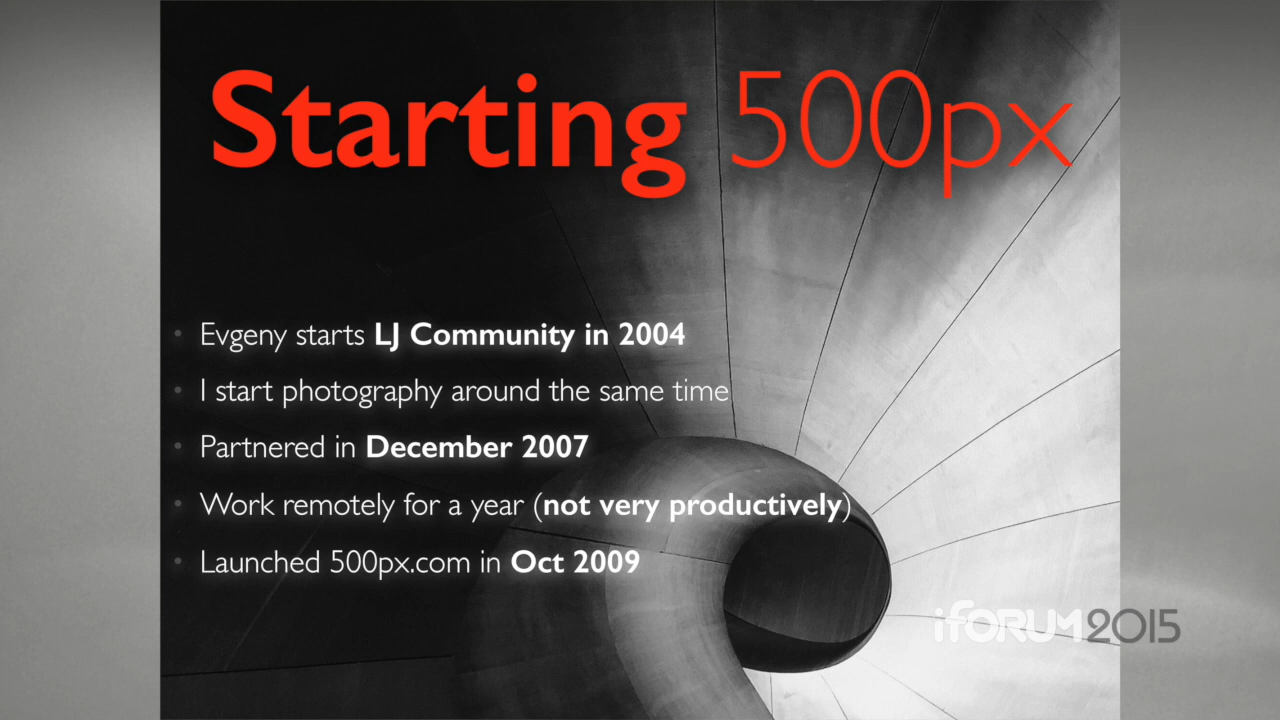 Starting 500px
• Evgeny starts LJ Community in 2004
• I start photography around the same time
• Partnered in December 2007
• Work remotely for a year (not very productively)
• Launched 500px.com in Oct 2009
iFORUM2015